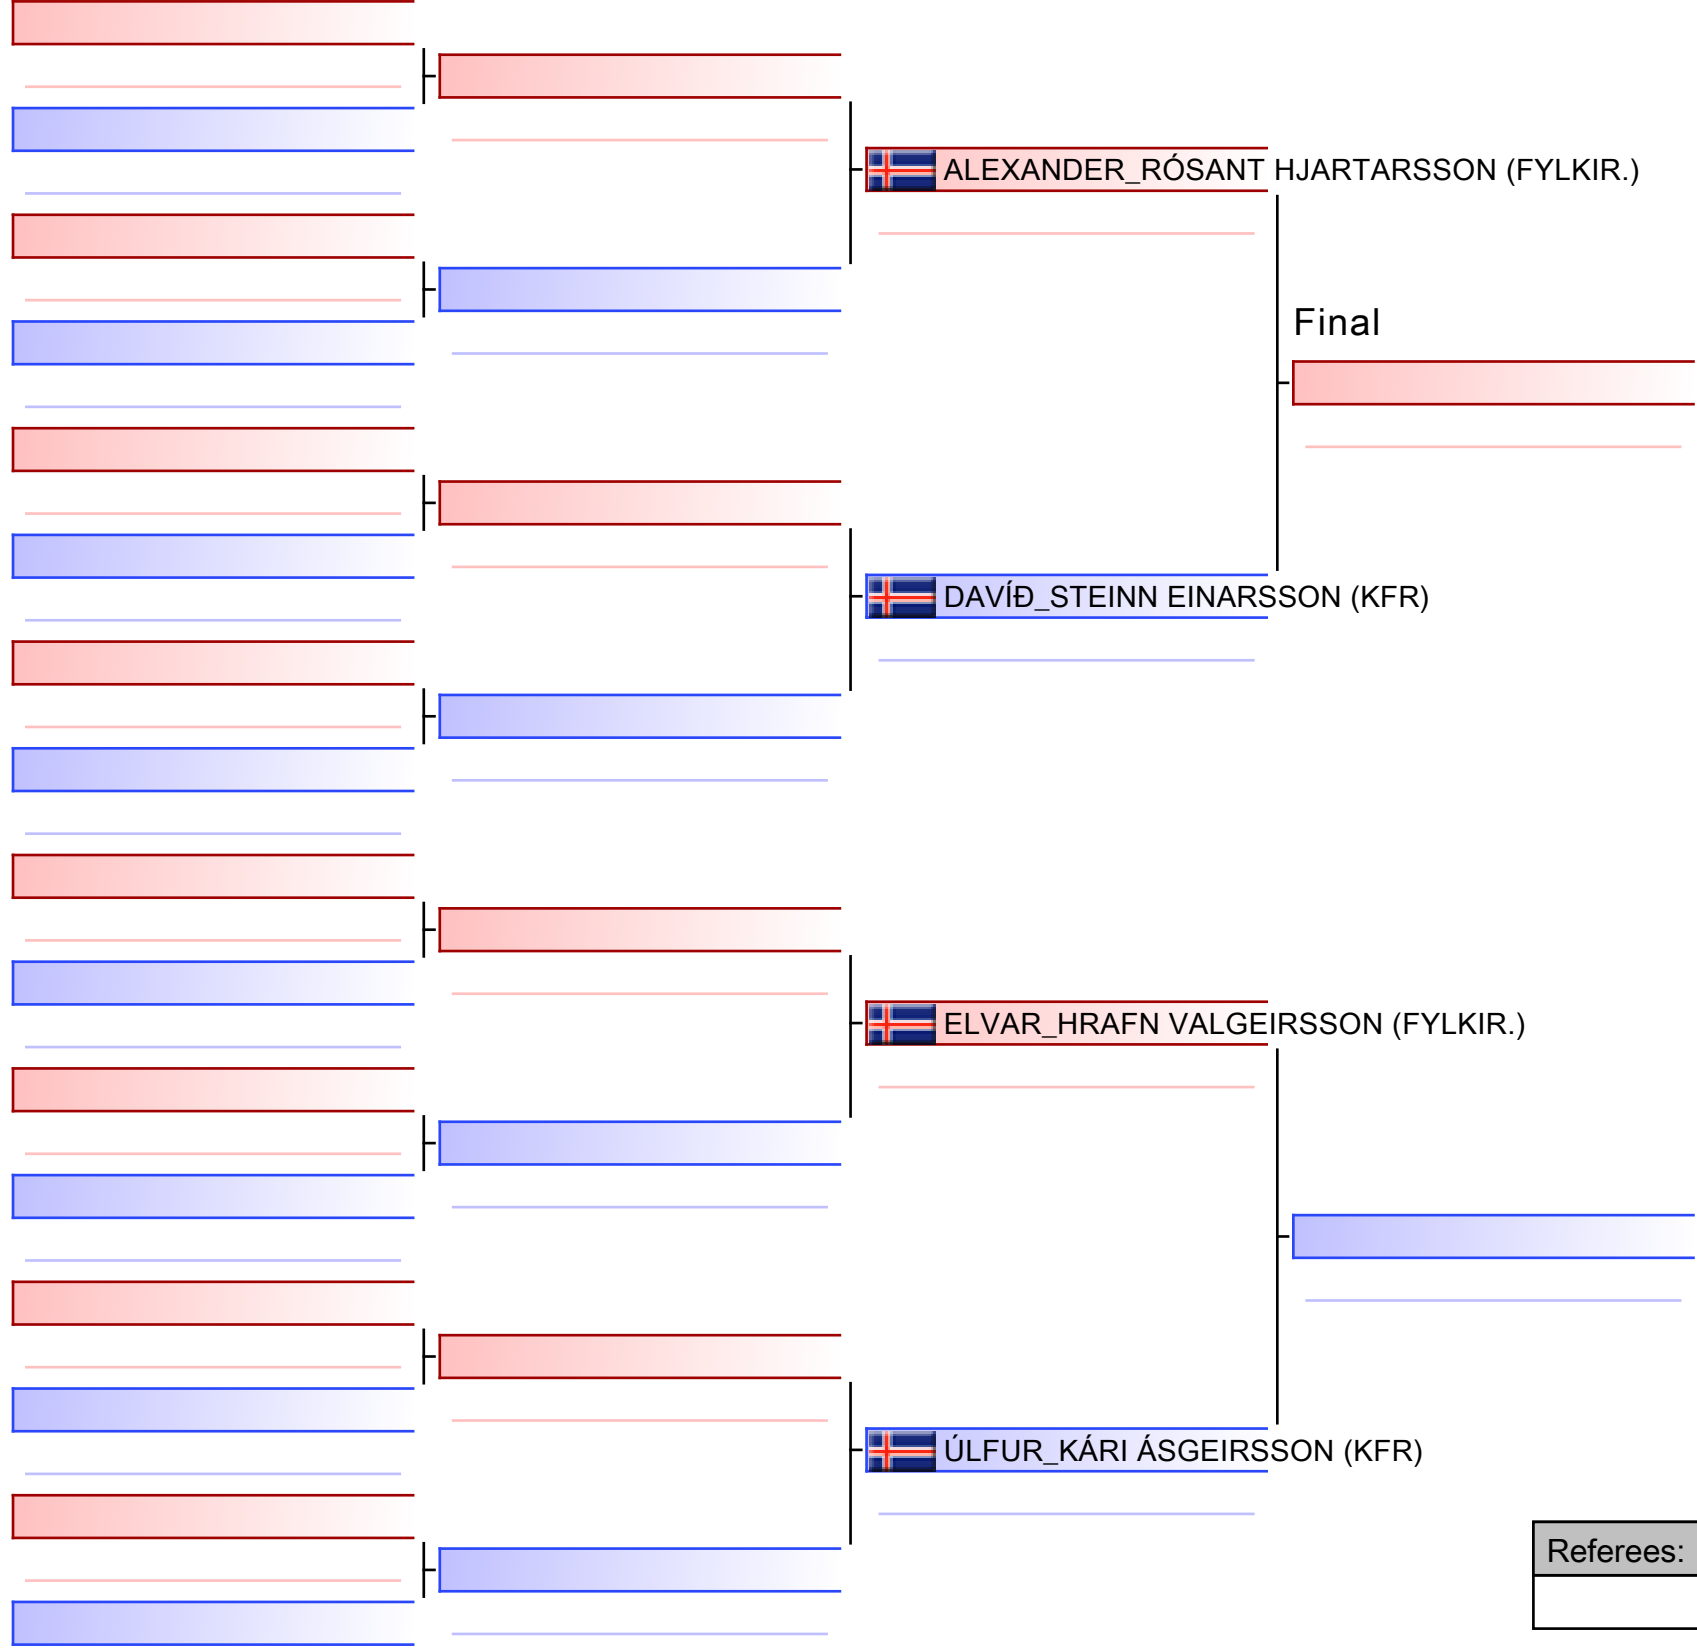 ALEXANDER_RÓSANT HJARTARSSON (FYLKIR.)
Final
DAVÍÐ_STEINN EINARSSON (KFR)
ELVAR_HRAFN VALGEIRSSON (FYLKIR.)
ÚLFUR_KÁRI ÁSGEIRSSON (KFR)
Referees: